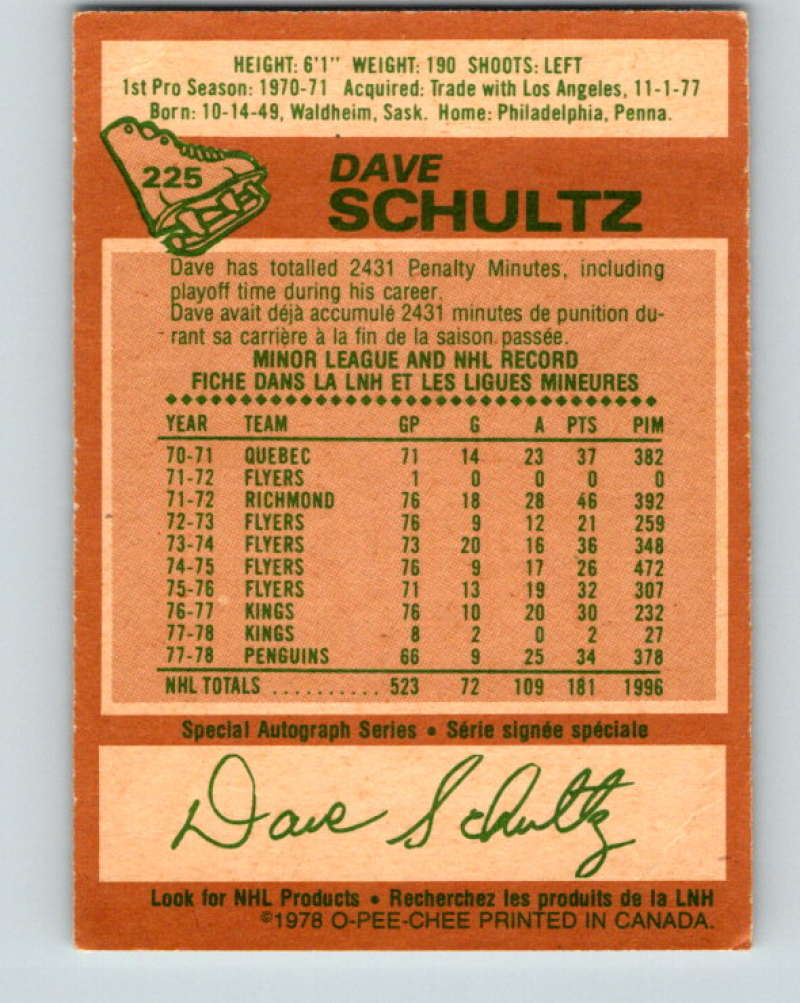 HEIGHT: 6'1" WEIGHT: 190 SHOOTS: LEFT
1st Pro Season: 1970-71 Acquired: Trade with Los Angeles, 11-1-77
Born: 10-14-49, Waldheim, Sask. Home: Philadelphia, Penna.
225
DAVE
SCHULTZ
Dave has totalled 2431 Penalty Minutes, including
playoff time during his career.
Dave avait déjà accumulé 2431 minutes de punition du-
rant sa carrière à la fin de la saison passée.
MINOR LEAGUE AND NHL RECORD
FICHE DANS LA LNH ET LES LIGUES MINEURES
YEAR TEAM GP G A PTS PIM
70-71 QUEBEC 71 14 23 37 382
71-72 FLYERS 1 0 0 0 0
71-72 RICHMOND 76 18 28 46 392
72-73 FLYERS 76 9 12 21 259
73-74 FLYERS 73 20 16 36 348
74-75 FLYERS 76 9 17 26 472
75-76 FLYERS 71 13 19 32 307
76-77 KINGS 76 10 20 30 232
77-78 KINGS 8 2 0 2 27
77-78 PENGUINS 66 9 25 34 378
NHL TOTALS .......... 523 72 109 181 1996
Special Autograph Series • Série signée spéciale
Dave Schultz
Look for NHL Products • Recherchez les produits de la LNH
©1978 O-PEE-CHEE PRINTED IN CANADA.